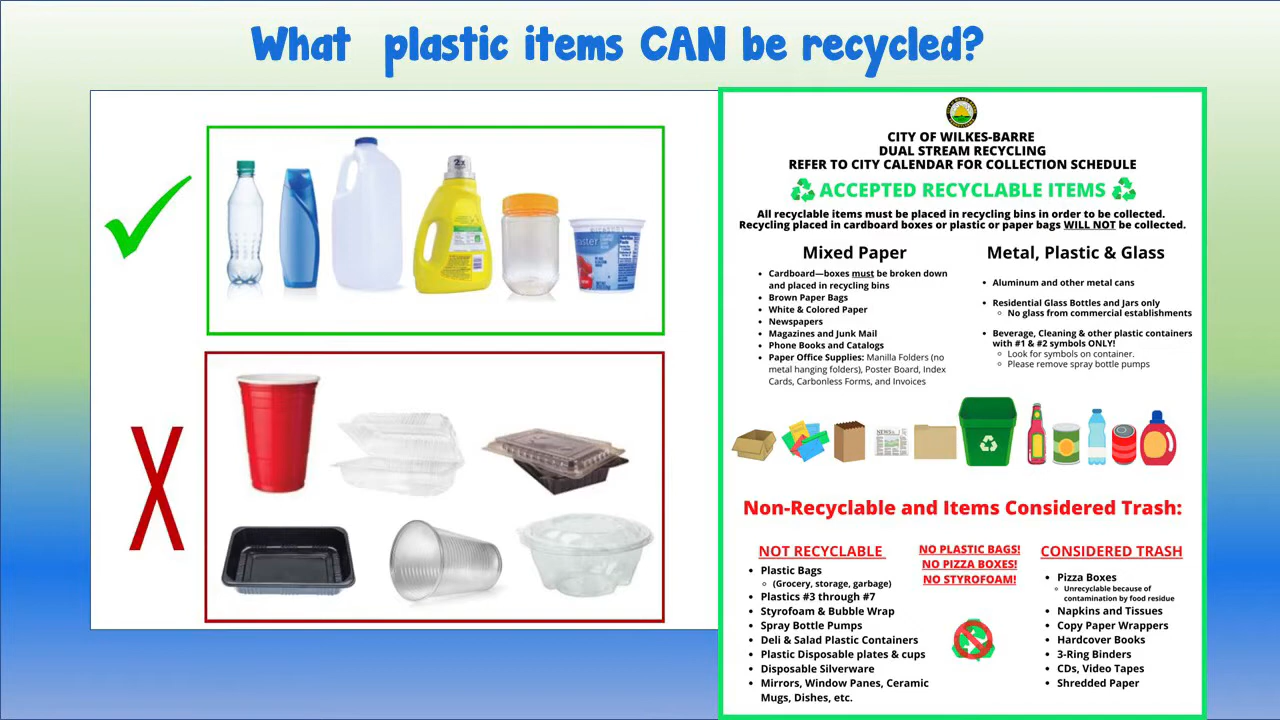 What plastic items CAN be recycled?
2x
CITY OF WILKES-BARRE
DUAL STREAM RECYCLING
REFER TO CITY CALENDAR FOR COLLECTION SCHEDULE
ACCEPTED RECYCLABLE ITEMS
All recyclable items must be placed in recycling bins in order to be collected.
Recycling placed in cardboard boxes or plastic or paper bags WILL NOT be collected.
Mixed Paper
• Cardboard—boxes must be broken down
and placed in recycling bins
• Brown Paper Bags
• White & Colored Paper
• Newspapers
• Magazines and Junk Mail
• Phone Books and Catalogs
• Paper Office Supplies: Manilla Folders (no
metal hanging folders), Poster Board, Index
Cards, Carbonless Forms, and Invoices
Metal, Plastic & Glass
• Aluminum and other metal cans
• Residential Glass Bottles and Jars only
◦ No glass from commercial establishments
• Beverage, Cleaning & other plastic containers
with #1 & #2 symbols ONLY!
◦ Look for symbols on container.
◦ Please remove spray bottle pumps
NEWS
Non-Recyclable and Items Considered Trash:
NOT RECYCLABLE
• Plastic Bags
◦ (Grocery, storage, garbage)
• Plastics #3 through #7
• Styrofoam & Bubble Wrap
• Spray Bottle Pumps
• Deli & Salad Plastic Containers
• Plastic Disposable plates & cups
• Disposable Silverware
• Mirrors, Window Panes, Ceramic
Mugs, Dishes, etc.
NO PLASTIC BAGS!
NO PIZZA BOXES!
NO STYROFOAM!
CONSIDERED TRASH
• Pizza Boxes
◦ Unrecyclable because of
contamination by food residue
• Napkins and Tissues
• Copy Paper Wrappers
• Hardcover Books
• 3-Ring Binders
• CDs, Video Tapes
• Shredded Paper